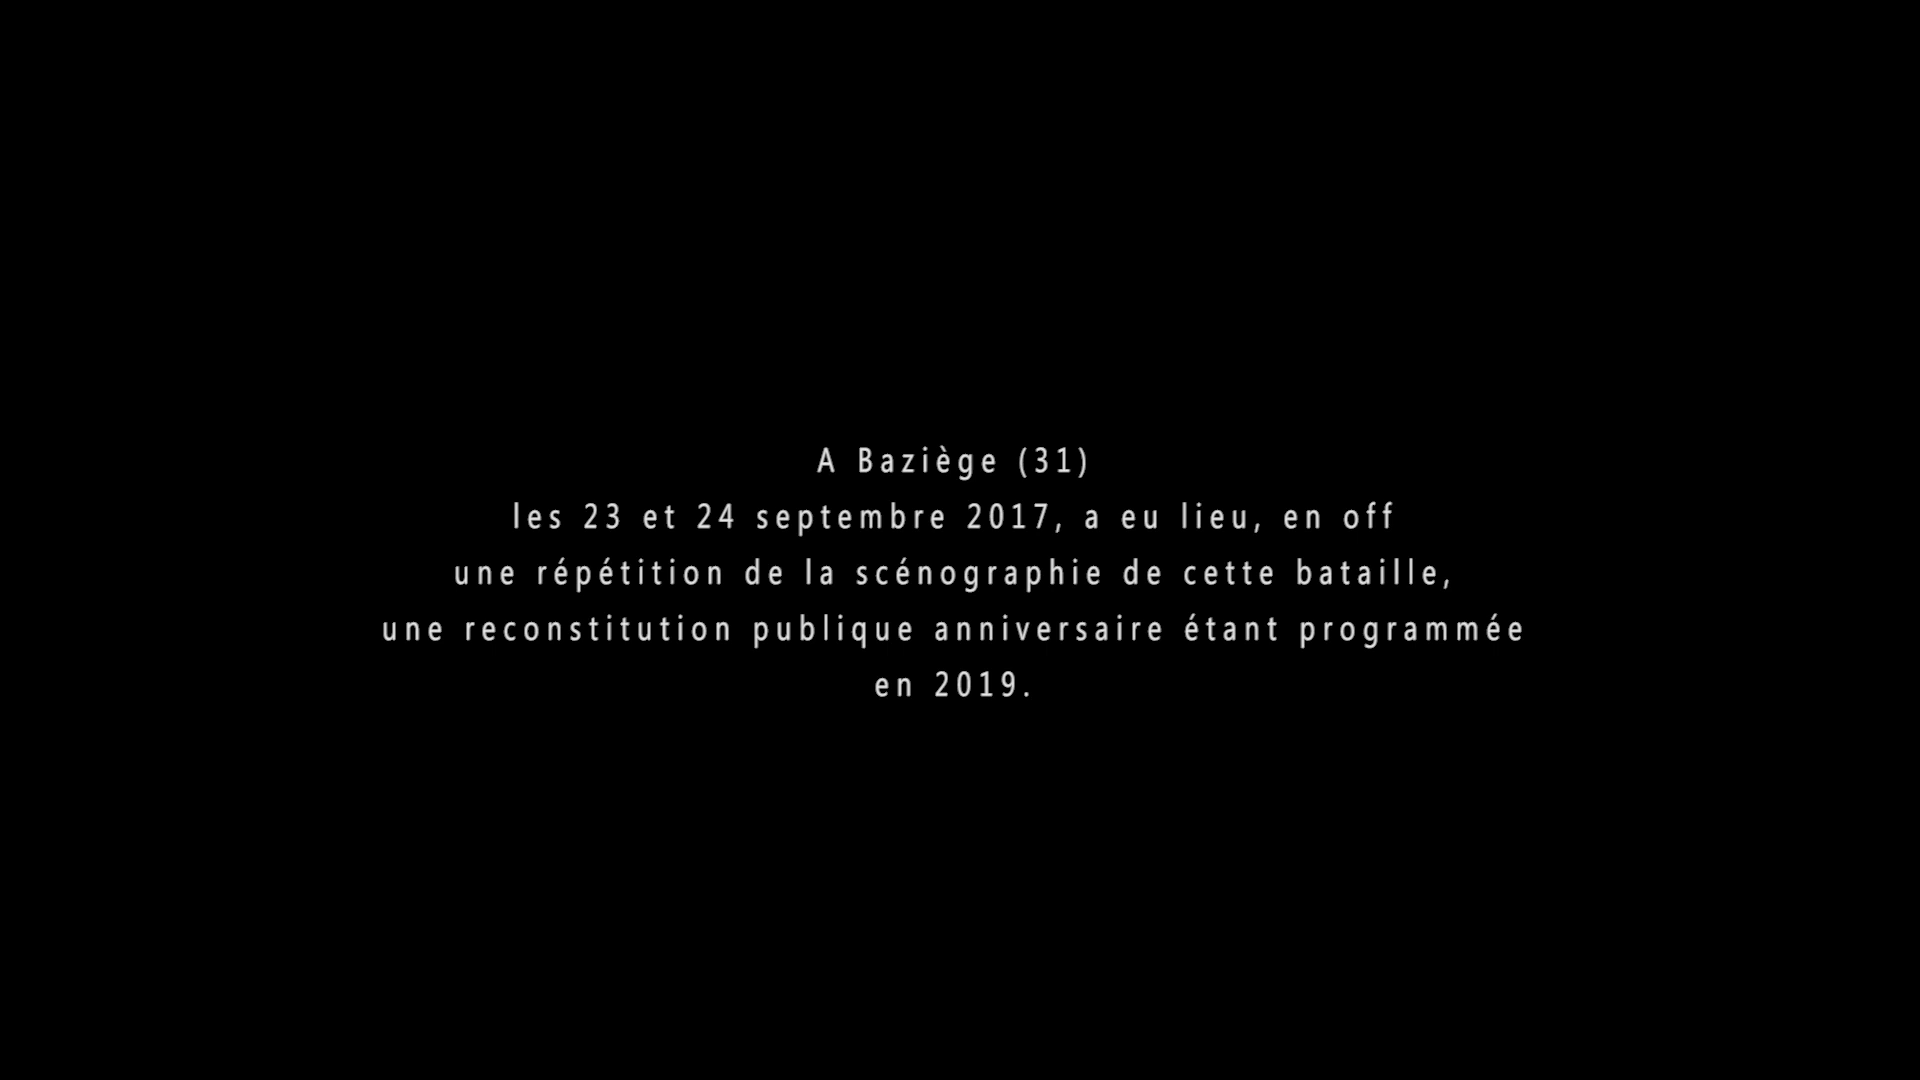 A Baziège (31)
les 23 et 24 septembre 2017, a eu lieu, en off
une répétition de la scénographie de cette bataille,
une reconstitution publique anniversaire étant programmée
en 2019.